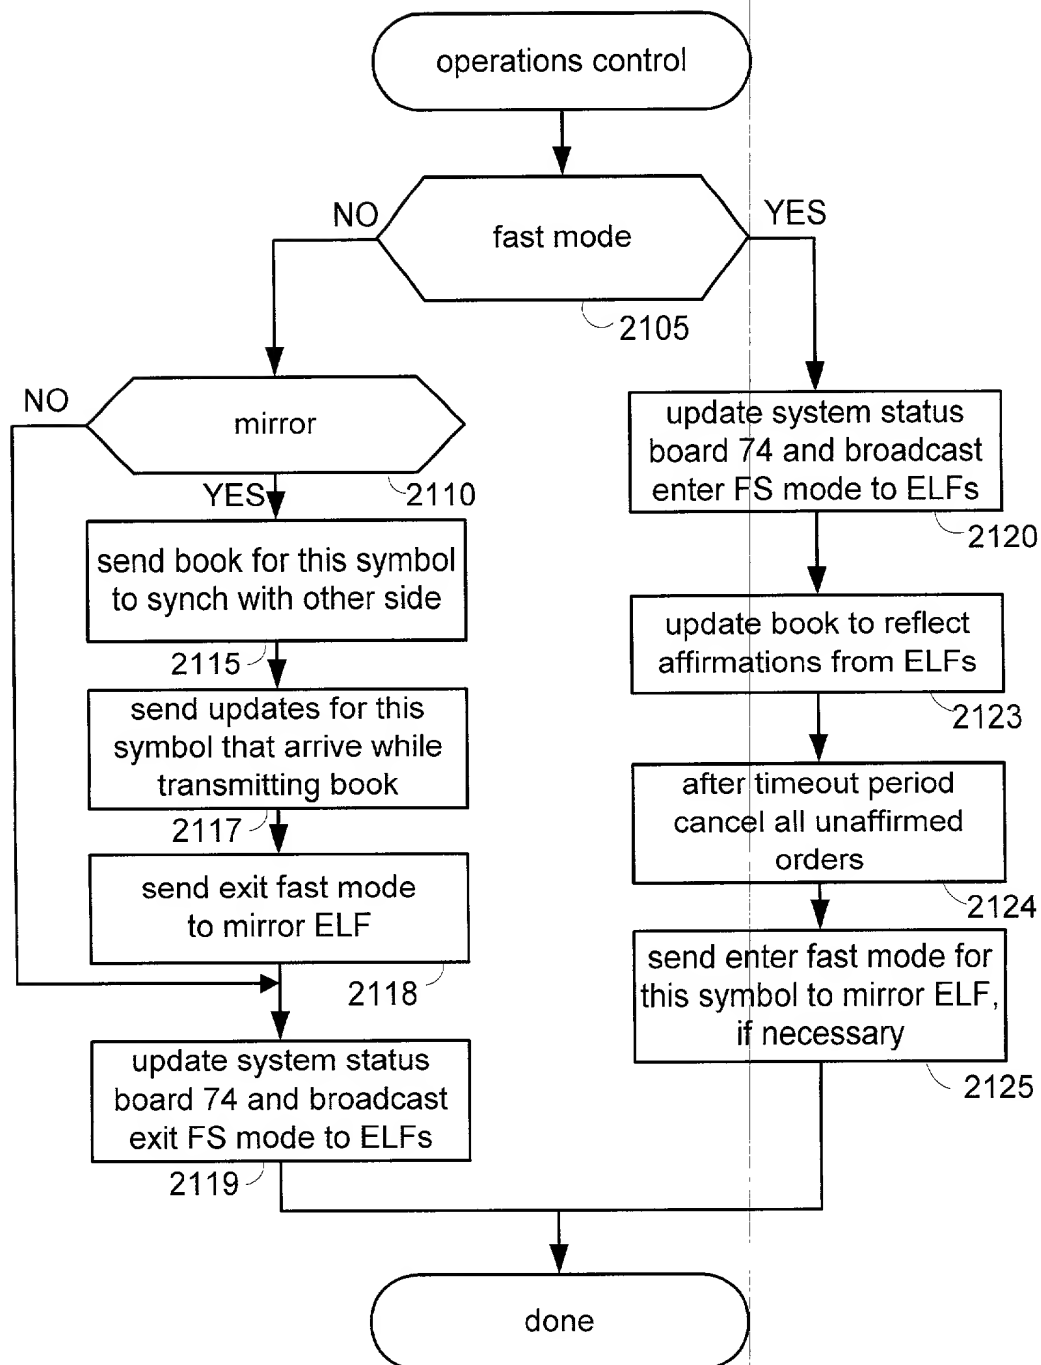 operations control
fast mode
NO
YES
2105
mirror
NO
YES
2110
send book for this symbol
to synch with other side
2115
send updates for this
symbol that arrive while
transmitting book
2117
send exit fast mode
to mirror ELF
2118
update system status
board 74 and broadcast
exit FS mode to ELFs
2119
update system status
board 74 and broadcast
enter FS mode to ELFs
2120
update book to reflect
affirmations from ELFs
2123
after timeout period
cancel all unaffirmed
orders
2124
send enter fast mode for
this symbol to mirror ELF,
if necessary
2125
done